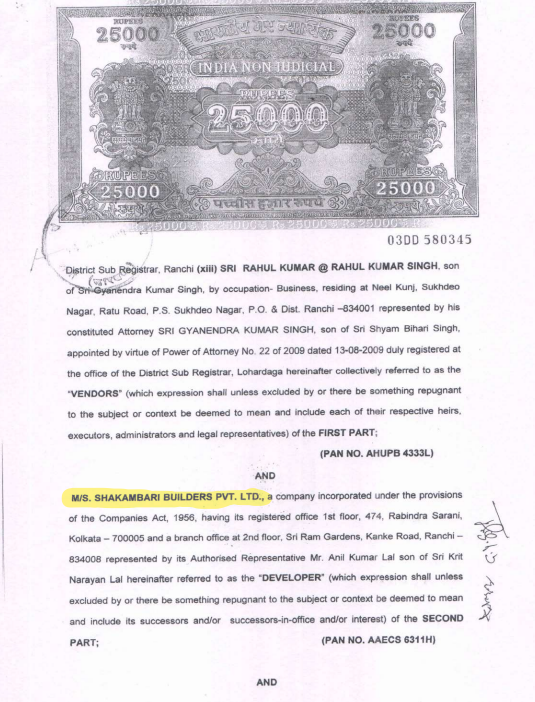 RUPEES
25000
रुपये
भारतीय गैर न्यायिक
RUPEES
25000
रुपये
INDIA NON JUDICIAL
RUPEES
25000
RUPEES
25000
रुपये
पच्चीस हजार रुपये
RUPEES
25000
रुपये
03DD 580345
District Sub Registrar, Ranchi (xiii) SRI RAHUL KUMAR @ RAHUL KUMAR SINGH, son
of Sri Gyanendra Kumar Singh, by occupation- Business, residing at Neel Kunj, Sukhdeo
Nagar, Ratu Road, P.S. Sukhdeo Nagar, P.O. & Dist. Ranchi –834001 represented by his
constituted Attorney SRI GYANENDRA KUMAR SINGH, son of Sri Shyam Bihari Singh,
appointed by virtue of Power of Attorney No. 22 of 2009 dated 13-08-2009 duly registered at
the office of the District Sub Registrar, Lohardaga hereinafter collectively referred to as the
"VENDORS" (which expression shall unless excluded by or there be something repugnant
to the subject or context be deemed to mean and include each of their respective heirs,
executors, administrators and legal representatives) of the FIRST PART;
(PAN NO. AHUPB 4333L)
AND
M/S. SHAKAMBARI BUILDERS PVT. LTD., a company incorporated under the provisions
of the Companies Act, 1956, having its registered office 1st floor, 474, Rabindra Sarani,
Kolkata – 700005 and a branch office at 2nd floor, Sri Ram Gardens, Kanke Road, Ranchi –
834008 represented by its Authorised Representative Mr. Anil Kumar Lal son of Sri Krit
Narayan Lal hereinafter referred to as the "DEVELOPER" (which expression shall unless
excluded by or there be something repugnant to the subject or context be deemed to mean
and include its successors and/or successors-in-office and/or interest) of the SECOND
PART; (PAN NO. AAECS 6311H)
AND